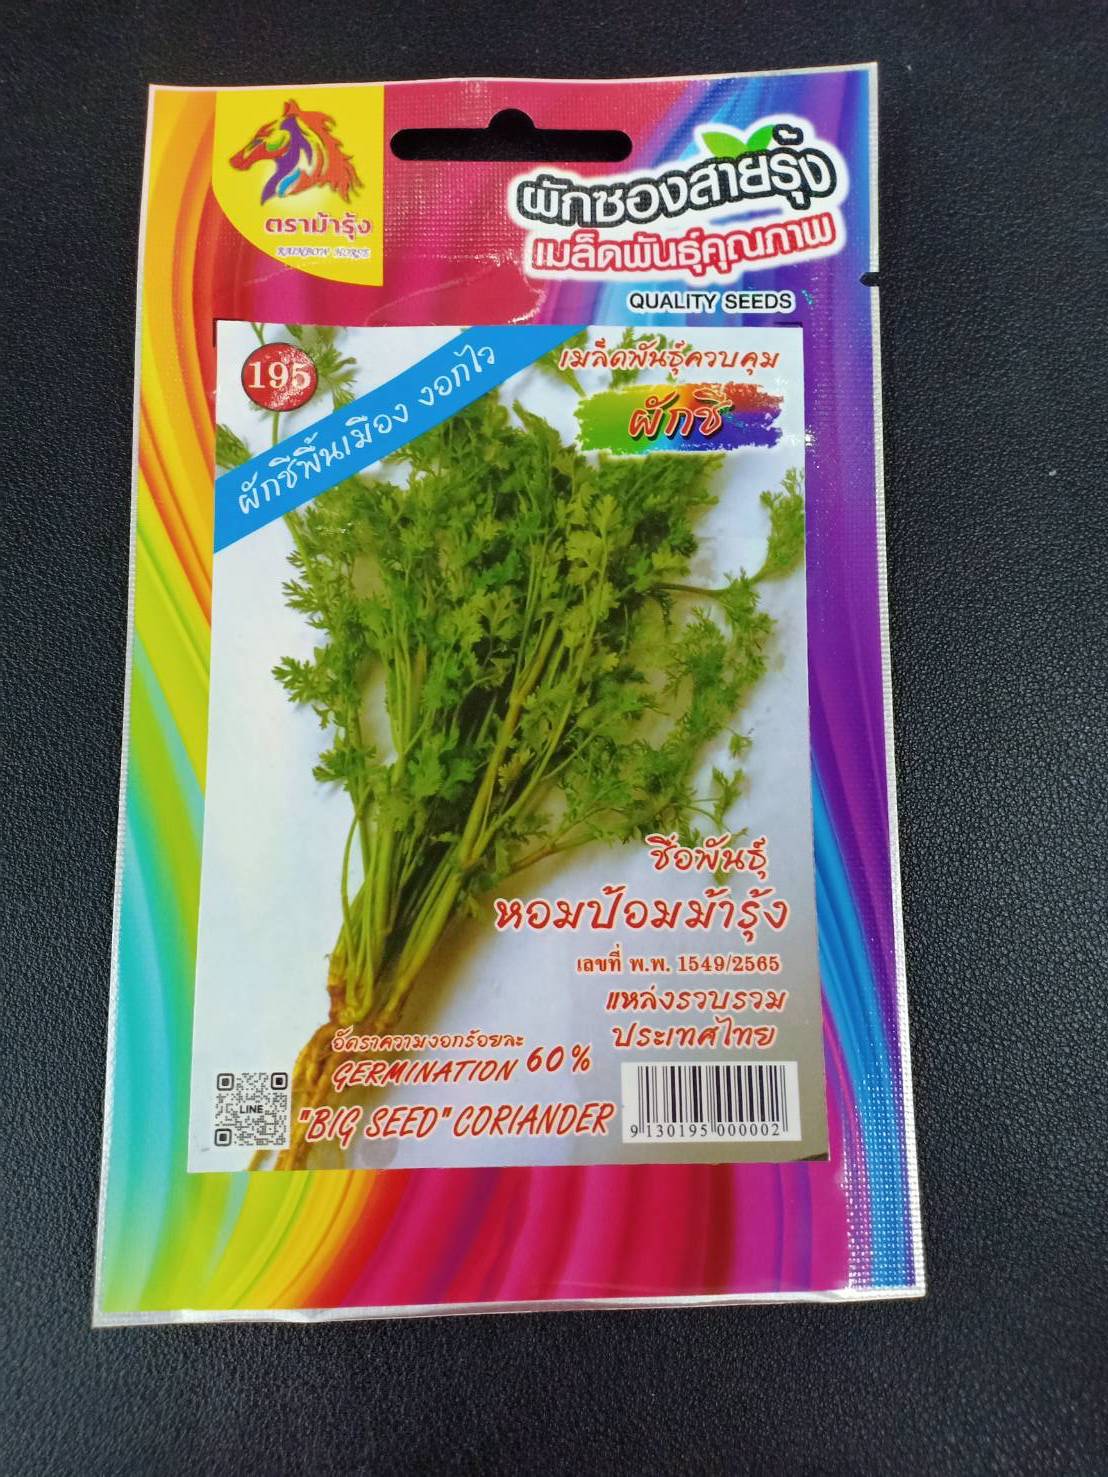 ตราม้ารุ้ง
RAINBOW HORSE
ผักซองสายรุ้ง
เมล็ดพันธุ์คุณภาพ
QUALITY SEEDS
195
ผักชีพื้นเมือง งอกไว
เมล็ดพันธุ์ควบคุม
ผักชี
ชื่อพันธุ์
หอมป้อมม้ารุ้ง
เลขที่ พ.พ. 1549/2565
แหล่งรวบรวม
ประเทศไทย
อัตราความงอกร้อยละ
GERMINATION 60%
LINE
"BIG SEED" CORIANDER
9 130195 000002